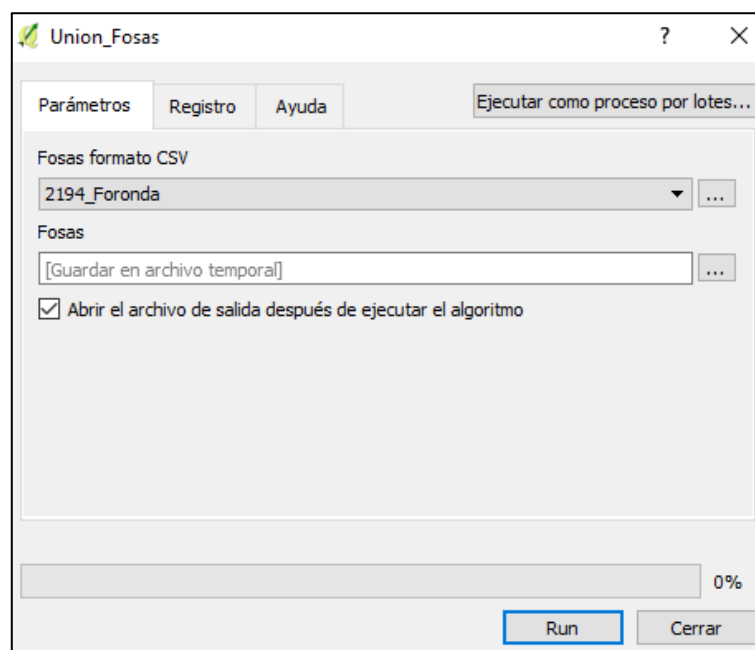 Union_Fosas
?
Parámetros
Registro
Ayuda
Ejecutar como proceso por lotes...
Fosas formato CSV
2194_Foronda
...
Fosas
[Guardar en archivo temporal]
...
Abrir el archivo de salida después de ejecutar el algoritmo
0%
Run
Cerrar